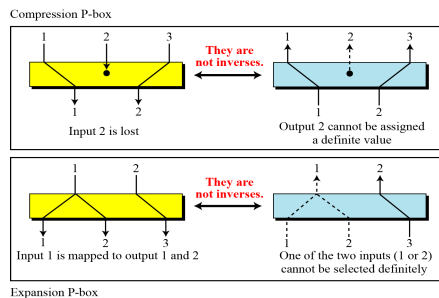 Compression P-box
1 2 3 1 2 3
They are
not inverses.
1 2 1 2
Input 2 is lost
Output 2 cannot be assigned
a definite value
1 2 1 2
They are
not inverses.
1 2 3 1 2 3
Input 1 is mapped to output 1 and 2
One of the two inputs (1 or 2)
cannot be selected definitely
Expansion P-box